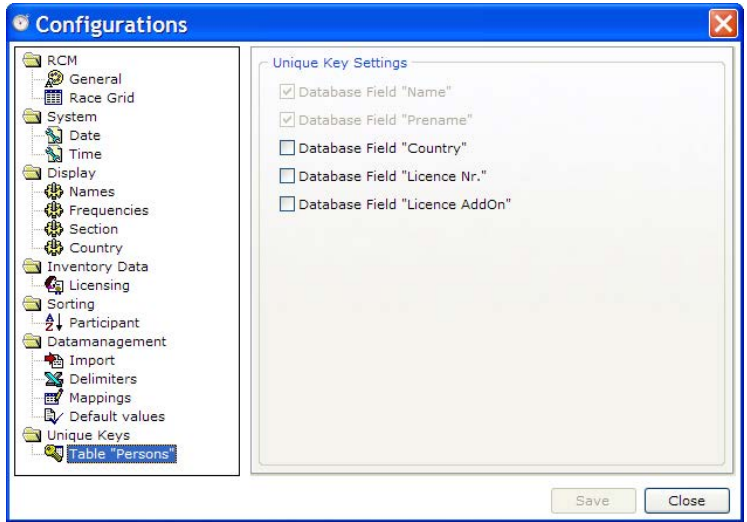 Configurations
RCM
General
Race Grid
System
Date
Time
Display
Names
Frequencies
Section
Country
Inventory Data
Licensing
Sorting
Participant
Datamanagement
Import
Delimiters
Mappings
Default values
Unique Keys
Table "Persons"
Unique Key Settings
Database Field "Name"
Database Field "Prename"
Database Field "Country"
Database Field "Licence Nr."
Database Field "Licence AddOn"
Save
Close